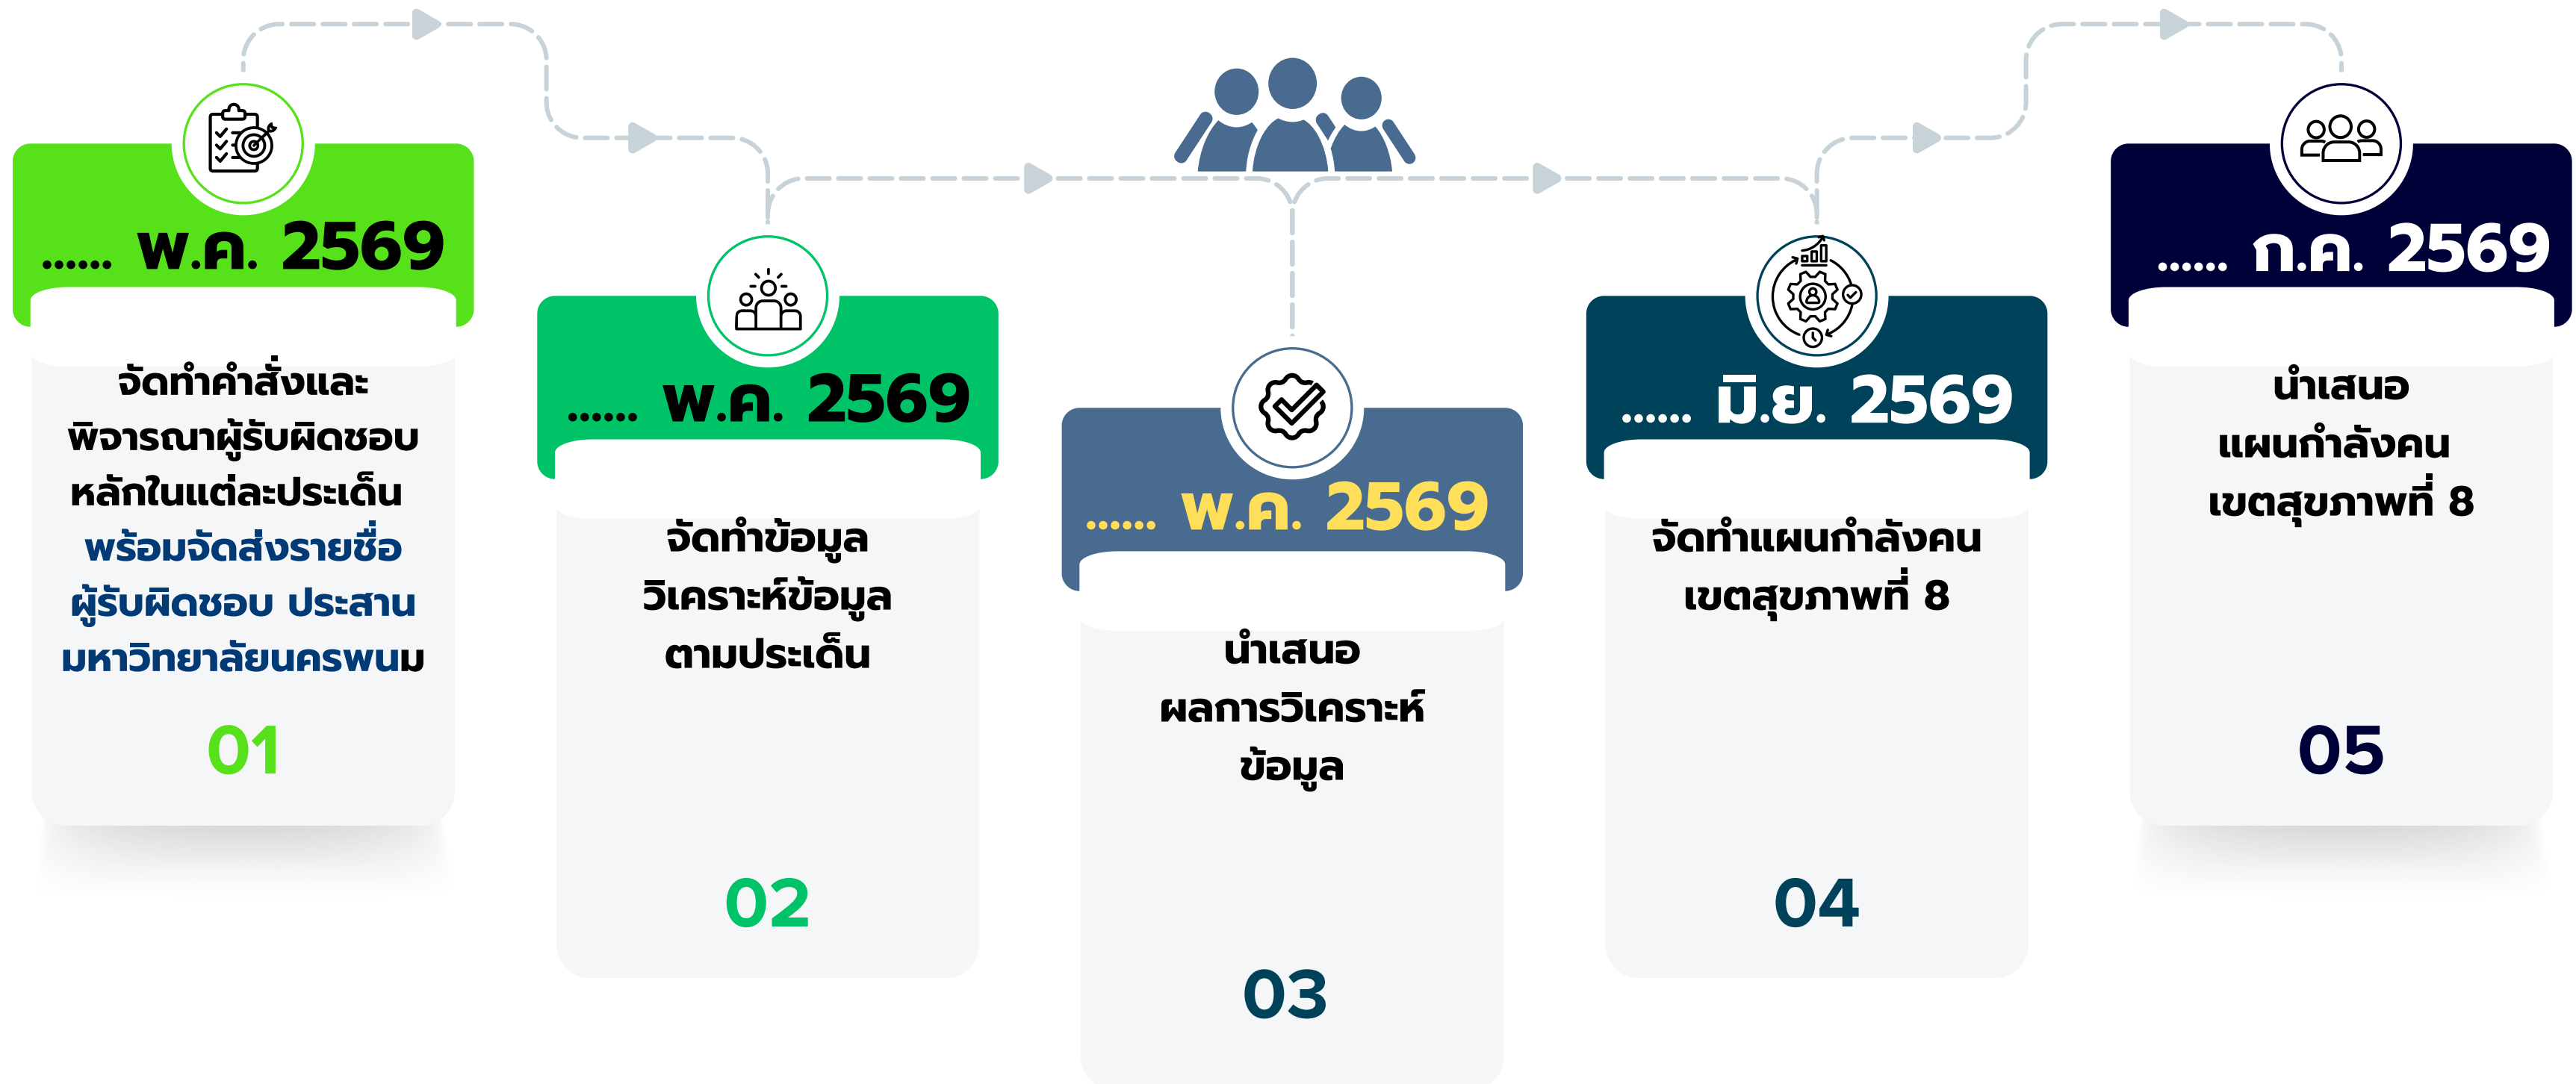 ...... พ.ค. 2569
จัดทำคำสั่งและ
พิจารณาผู้รับผิดชอบ
หลักในแต่ละประเด็น
พร้อมจัดส่งรายชื่อ
ผู้รับผิดชอบ ประสาน
มหาวิทยาลัยนครพนม
01
...... พ.ค. 2569
จัดทำข้อมูล
วิเคราะห์ข้อมูล
ตามประเด็น
02
...... พ.ค. 2569
นำเสนอ
ผลการวิเคราะห์
ข้อมูล
03
...... มิ.ย. 2569
จัดทำแผนกำลังคน
เขตสุขภาพที่ 8
04
...... ก.ค. 2569
นำเสนอ
แผนกำลังคน
เขตสุขภาพที่ 8
05